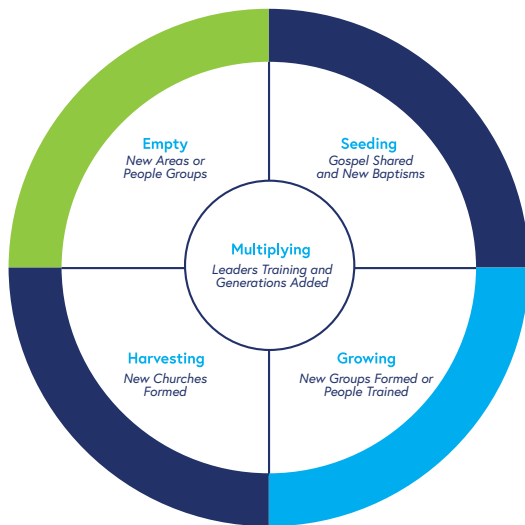 Empty
New Areas or
People Groups
Seeding
Gospel Shared
and New Baptisms
Multiplying
Leaders Training and
Generations Added
Harvesting
New Churches
Formed
Growing
New Groups Formed or
People Trained